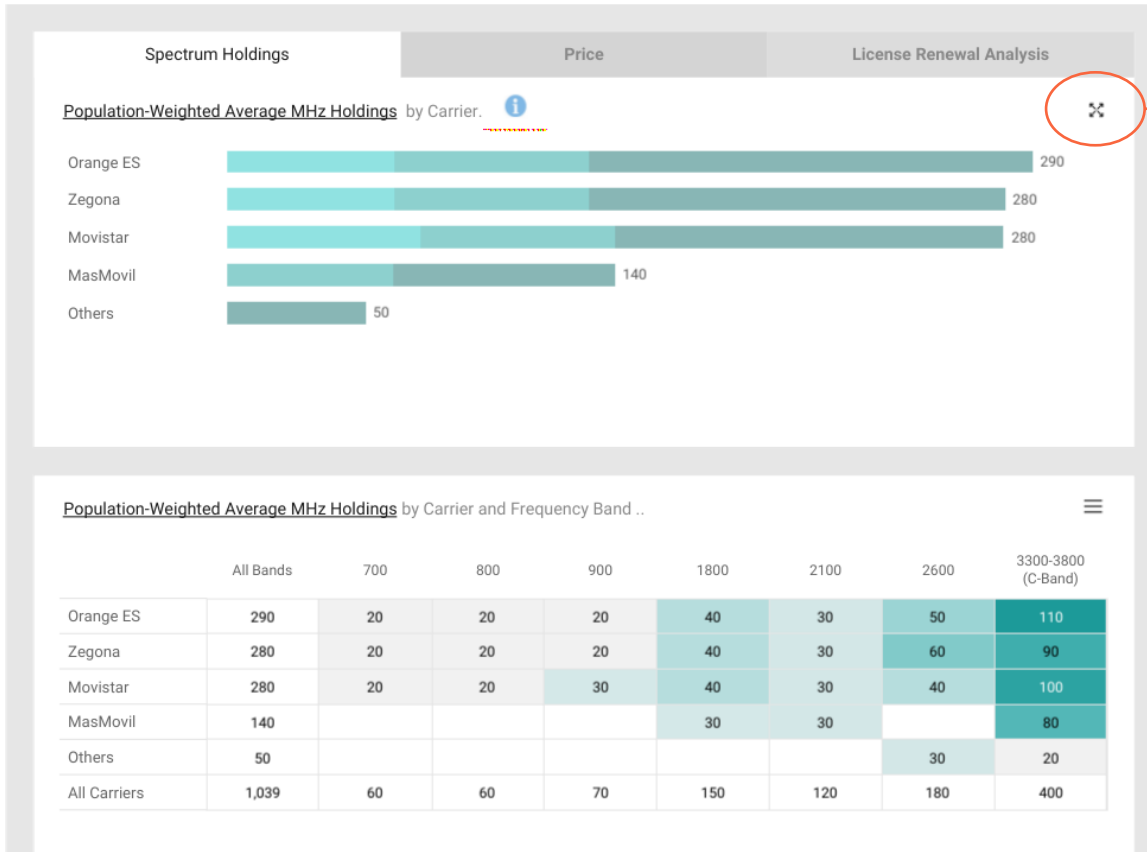 Spectrum Holdings Price License Renewal Analysis
Population-Weighted Average MHz Holdings by Carrier. i
Orange ES 290
Zegona 280
Movistar 280
MasMovil 140
Others 50
Population-Weighted Average MHz Holdings by Carrier and Frequency Band ..
3300-3800
All Bands 700 800 900 1800 2100 2600 (C-Band)
Orange ES 290 20 20 20 40 30 50 110
Zegona 280 20 20 20 40 30 60 90
Movistar 280 20 20 30 40 30 40 100
MasMovil 140 30 30 80
Others 50 30 20
All Carriers 1,039 60 60 70 150 120 180 400